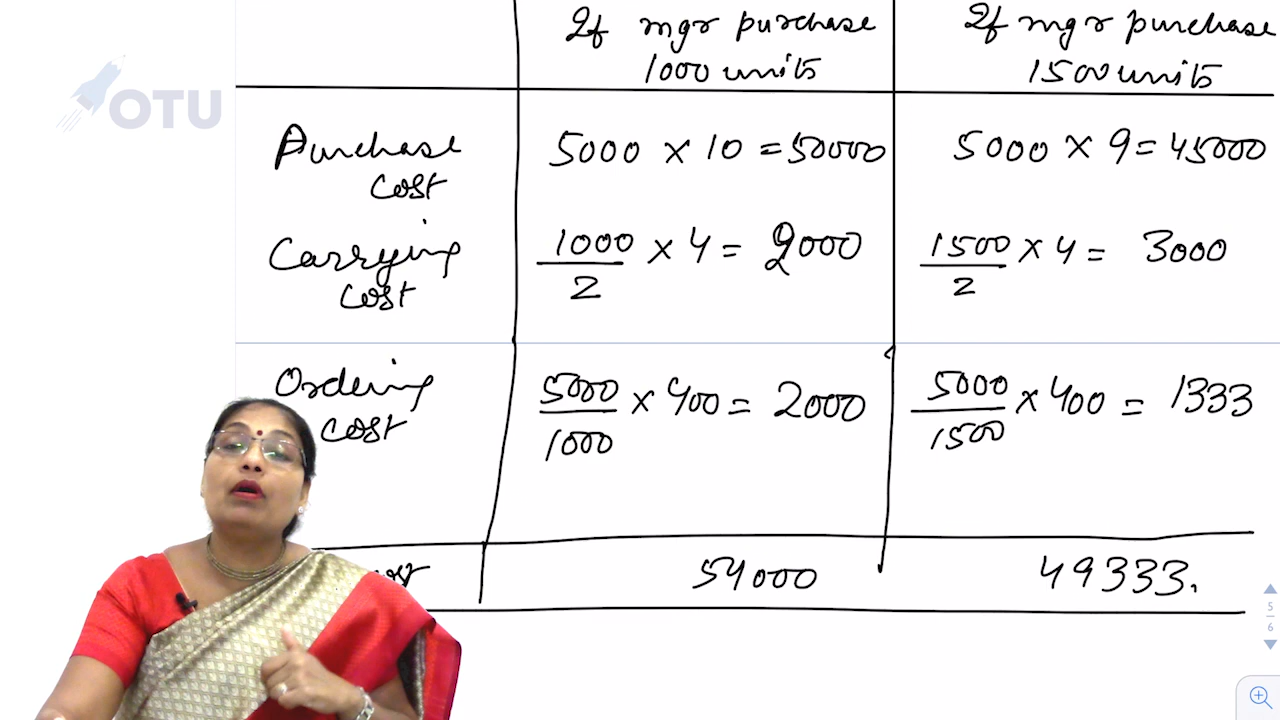 OTU
If mgr purchase
1000 units
If mgr purchase
1500 units
Purchase
cost
5000 × 10 = 50000
5000 × 9 = 45000
Carrying
cost
1000/2 × 4 = 2000
1500/2 × 4 = 3000
Ordering
cost
5000/1000 × 400 = 2000
5000/1500 × 400 = 1333
54000
49333.
5
6